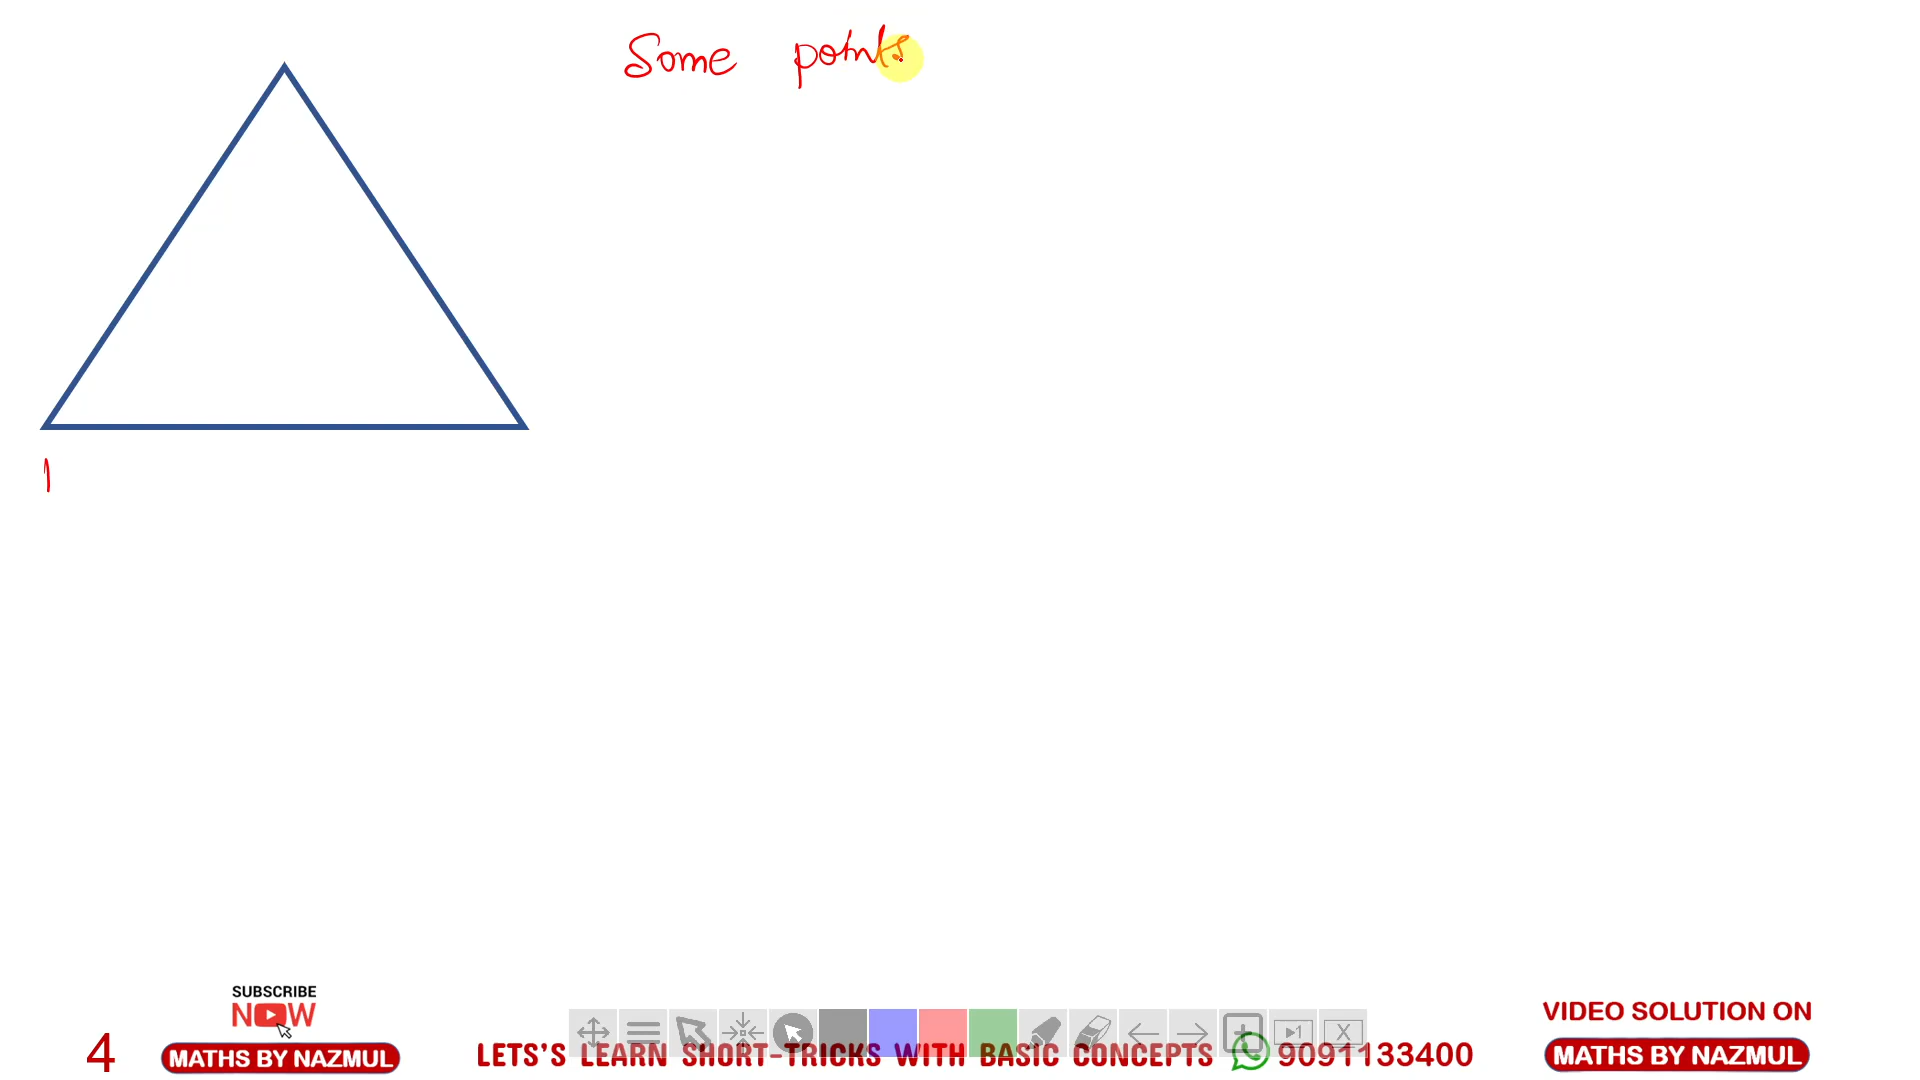 Some points
1
SUBSCRIBE
NOW
4
MATHS BY NAZMUL
LETS'S LEARN SHORT-TRICKS WITH BASIC CONCEPTS 9091133400
VIDEO SOLUTION ON
MATHS BY NAZMUL